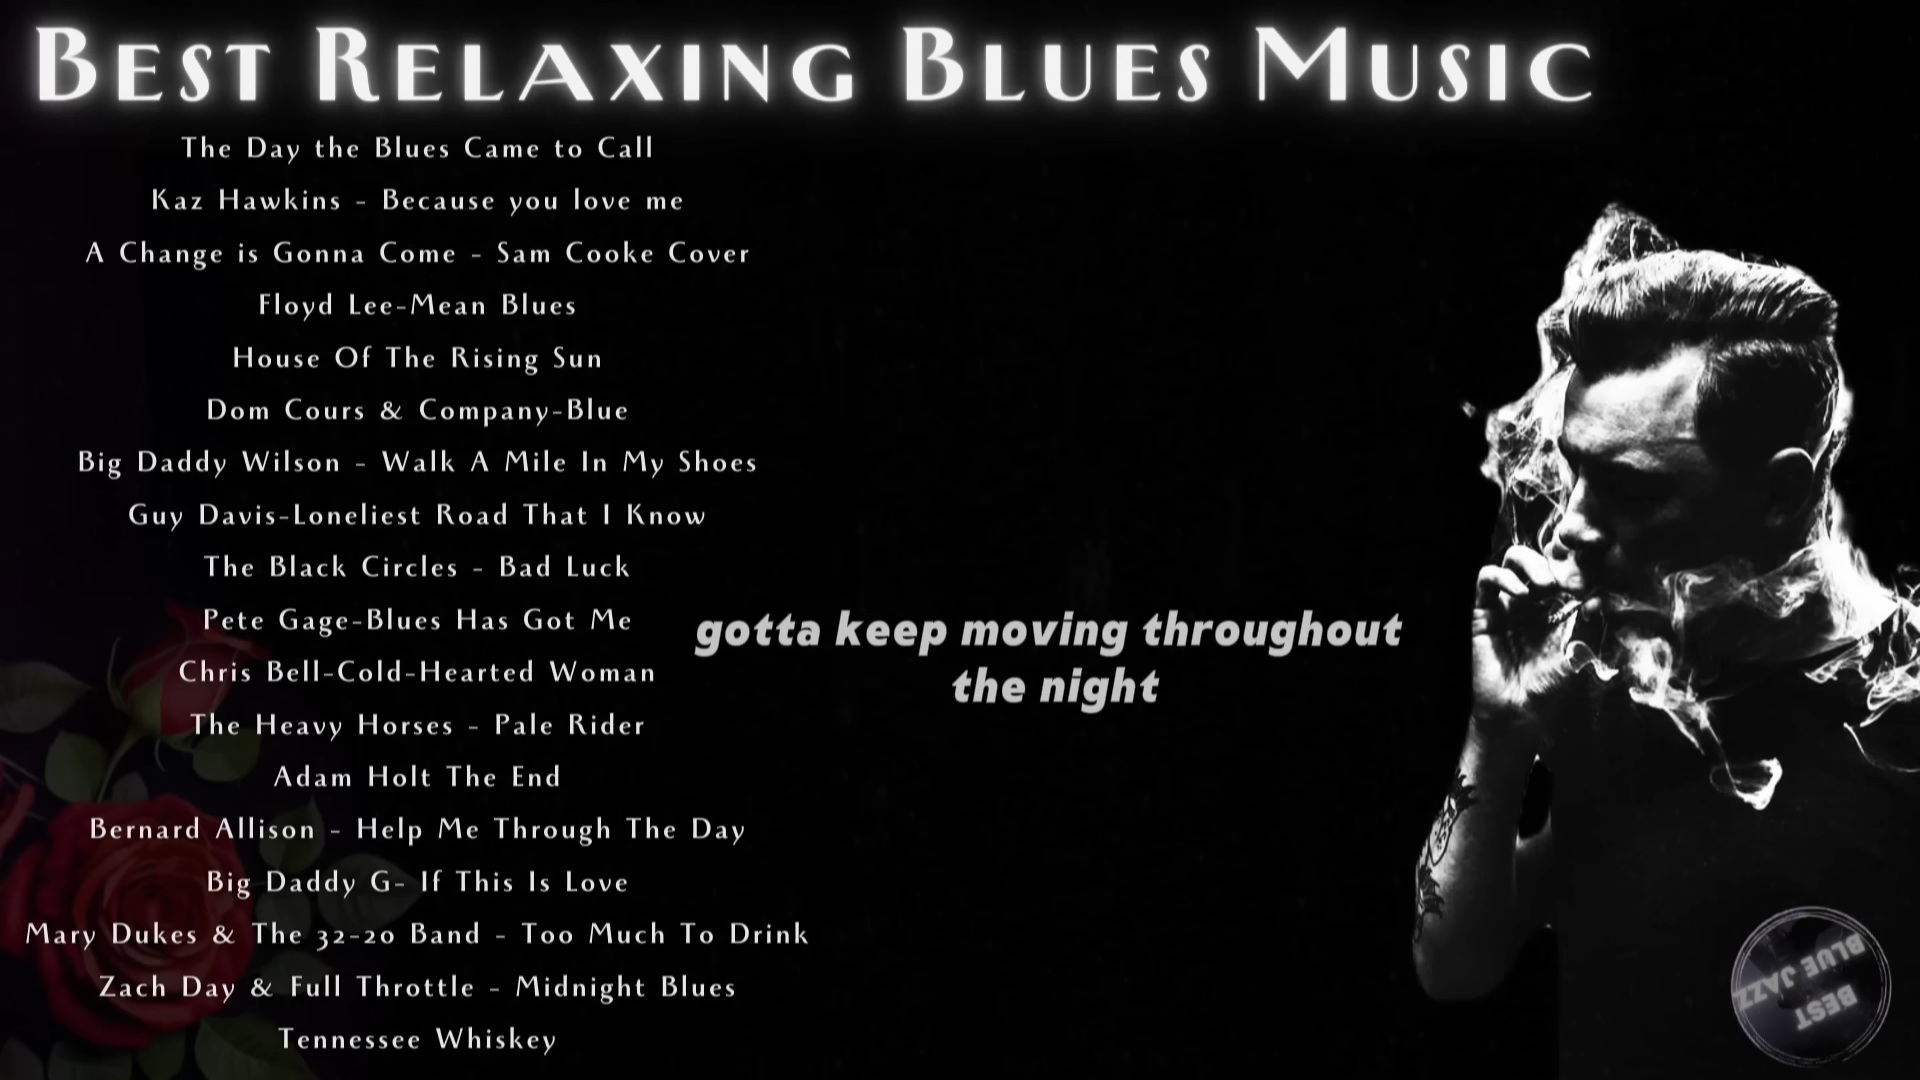 Best Relaxing Blues Music
The Day the Blues Came to Call
Kaz Hawkins - Because you love me
A Change is Gonna Come - Sam Cooke Cover
Floyd Lee-Mean Blues
House Of The Rising Sun
Dom Cours & Company-Blue
Big Daddy Wilson - Walk A Mile In My Shoes
Guy Davis-Loneliest Road That I Know
The Black Circles - Bad Luck
Pete Gage-Blues Has Got Me
Chris Bell-Cold-Hearted Woman
The Heavy Horses - Pale Rider
Adam Holt The End
Bernard Allison - Help Me Through The Day
Big Daddy G- If This Is Love
Mary Dukes & The 32-20 Band - Too Much To Drink
Zach Day & Full Throttle - Midnight Blues
Tennessee Whiskey
gotta keep moving throughout
the night
BEST
BLUE JAZZ